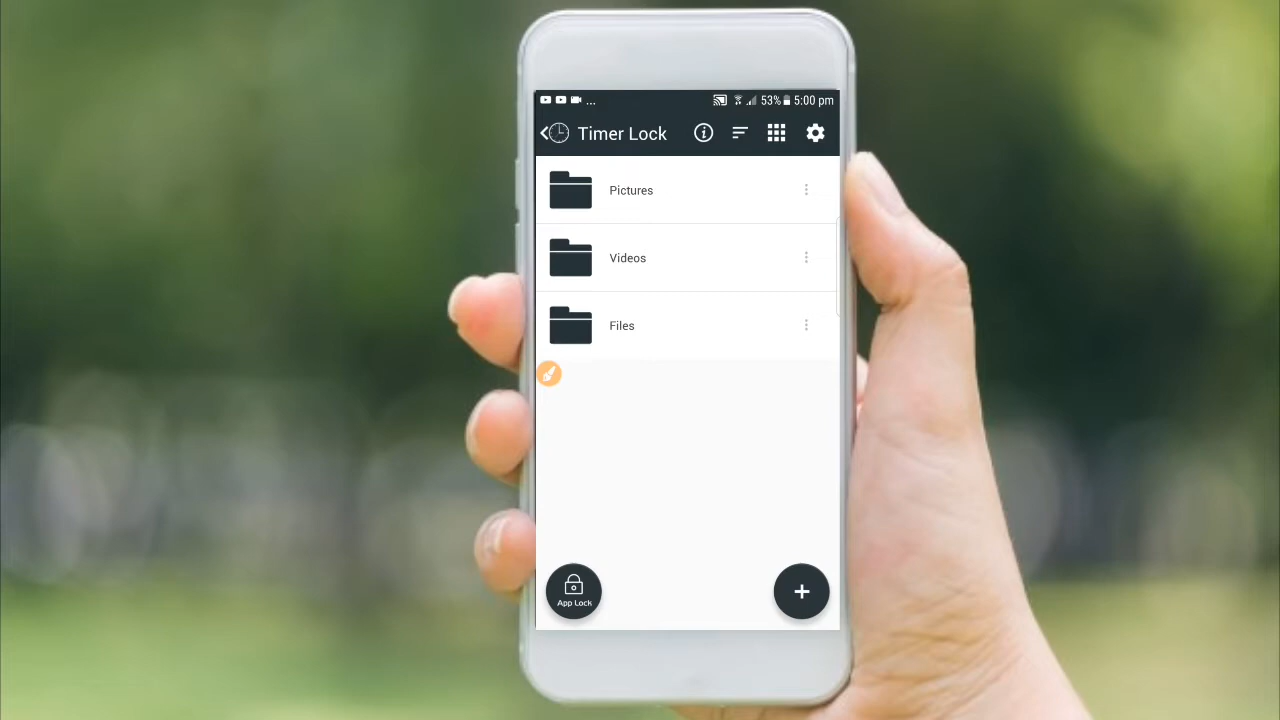 ... 53% 5:00 pm
Timer Lock
Pictures
Videos
Files
App Lock